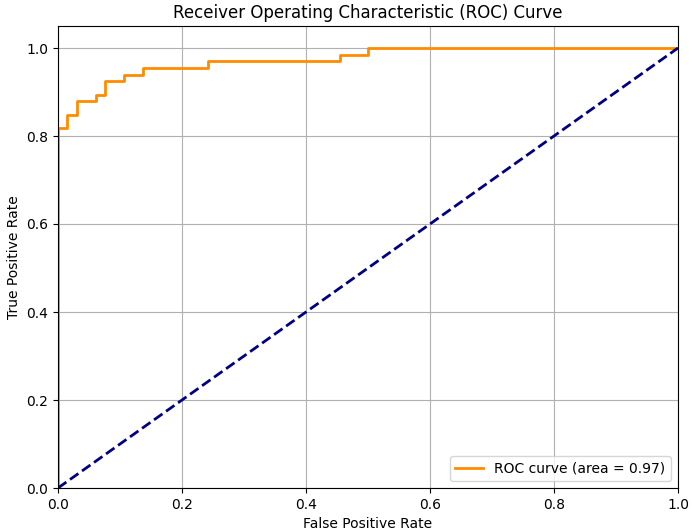 Receiver Operating Characteristic (ROC) Curve
1.0
0.8
0.6
0.4
0.2
0.0
True Positive Rate
ROC curve (area = 0.97)
0.0 0.2 0.4 0.6 0.8 1.0
False Positive Rate